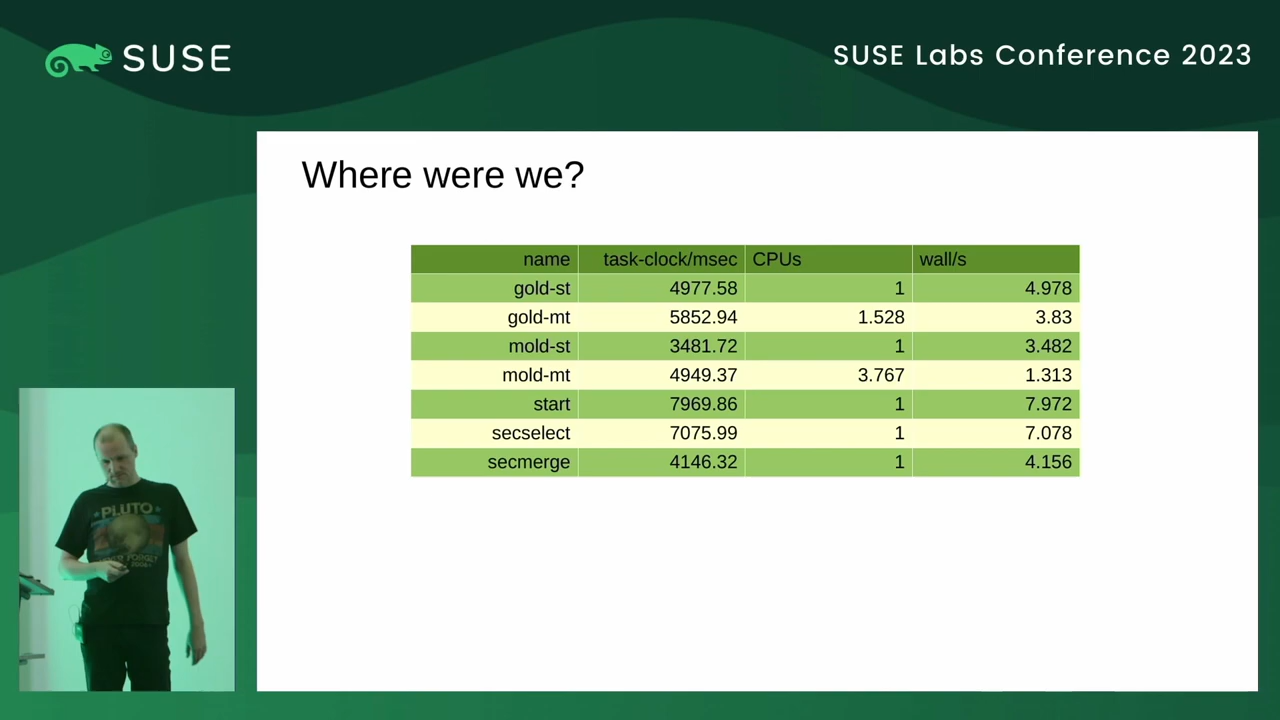 SUSE
SUSE Labs Conference 2023
Where were we?
name task-clock/msec CPUs wall/s
gold-st 4977.58 1 4.978
gold-mt 5852.94 1.528 3.83
mold-st 3481.72 1 3.482
mold-mt 4949.37 3.767 1.313
start 7969.86 1 7.972
secselect 7075.99 1 7.078
secmerge 4146.32 1 4.156
PLUTO